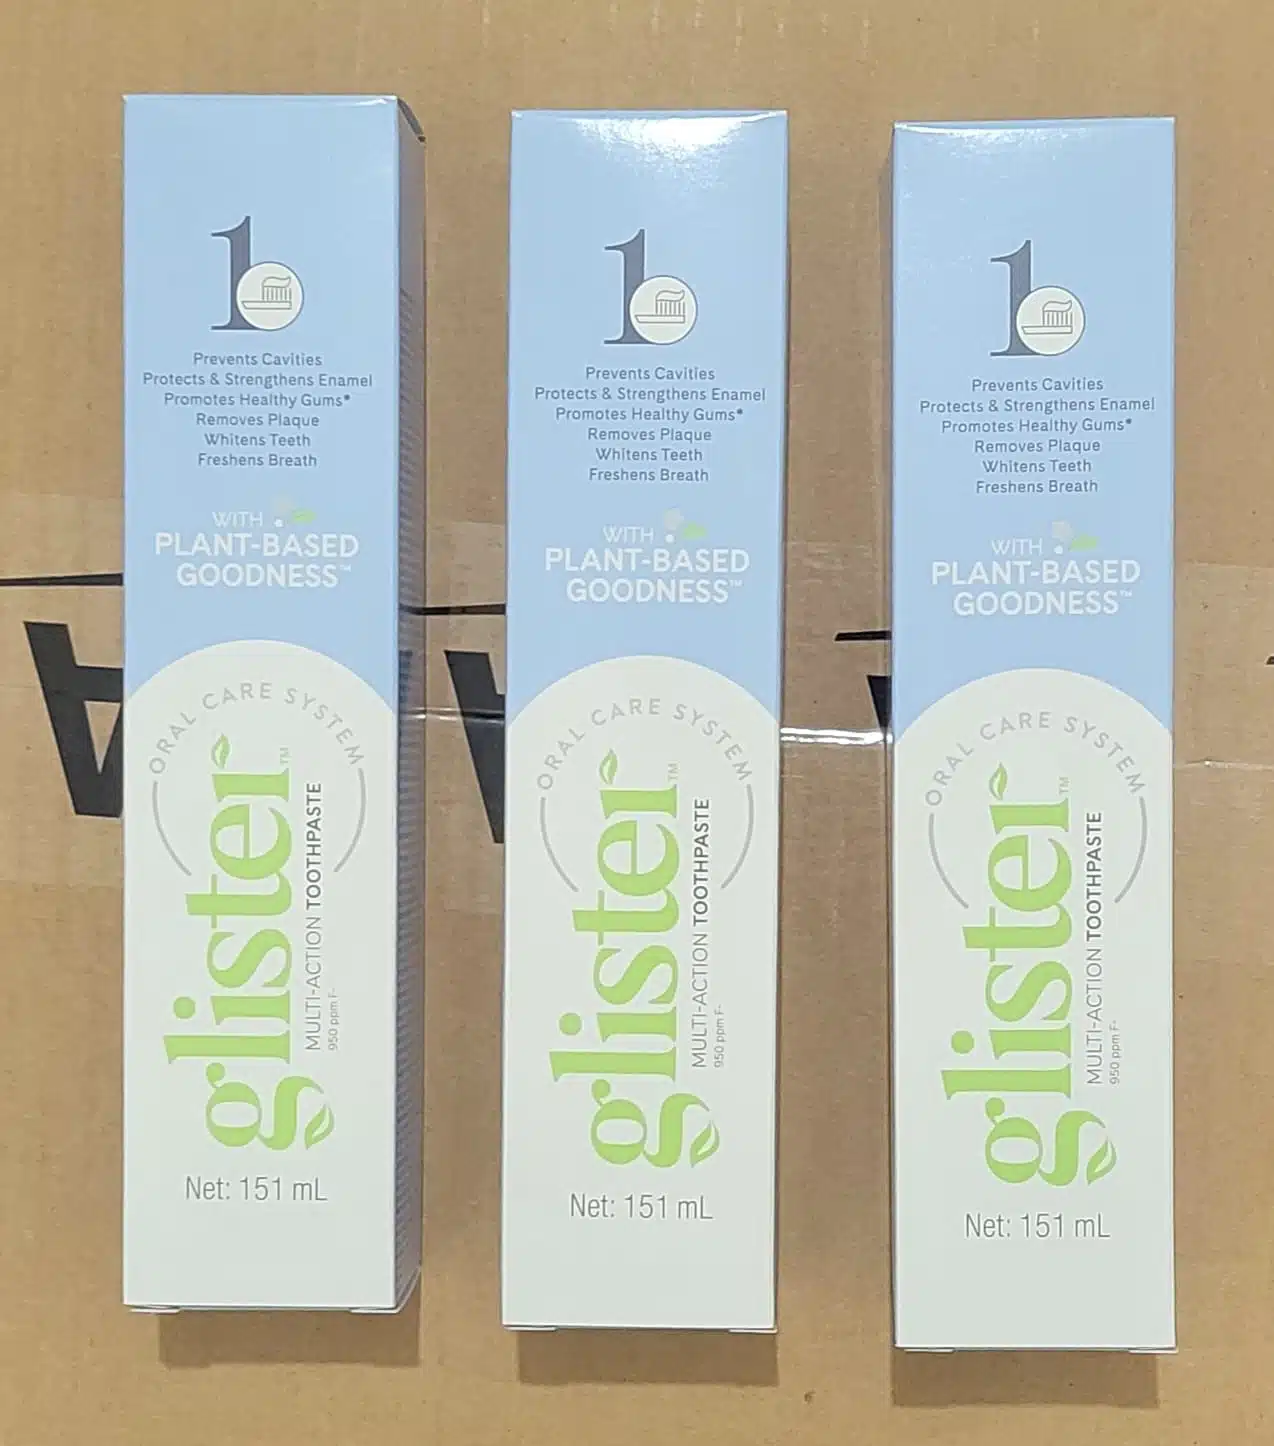 1
Prevents Cavities
Protects & Strengthens Enamel
Promotes Healthy Gums*
Removes Plaque
Whitens Teeth
Freshens Breath
WITH
PLANT-BASED
GOODNESS™
ORAL CARE SYSTEM
glister™
MULTI-ACTION TOOTHPASTE
950 ppm F-
Net: 151 mL
1
Prevents Cavities
Protects & Strengthens Enamel
Promotes Healthy Gums*
Removes Plaque
Whitens Teeth
Freshens Breath
WITH
PLANT-BASED
GOODNESS™
ORAL CARE SYSTEM
glister™
MULTI-ACTION TOOTHPASTE
950 ppm F-
Net: 151 mL
1
Prevents Cavities
Protects & Strengthens Enamel
Promotes Healthy Gums*
Removes Plaque
Whitens Teeth
Freshens Breath
WITH
PLANT-BASED
GOODNESS™
ORAL CARE SYSTEM
glister™
MULTI-ACTION TOOTHPASTE
950 ppm F-
Net: 151 mL